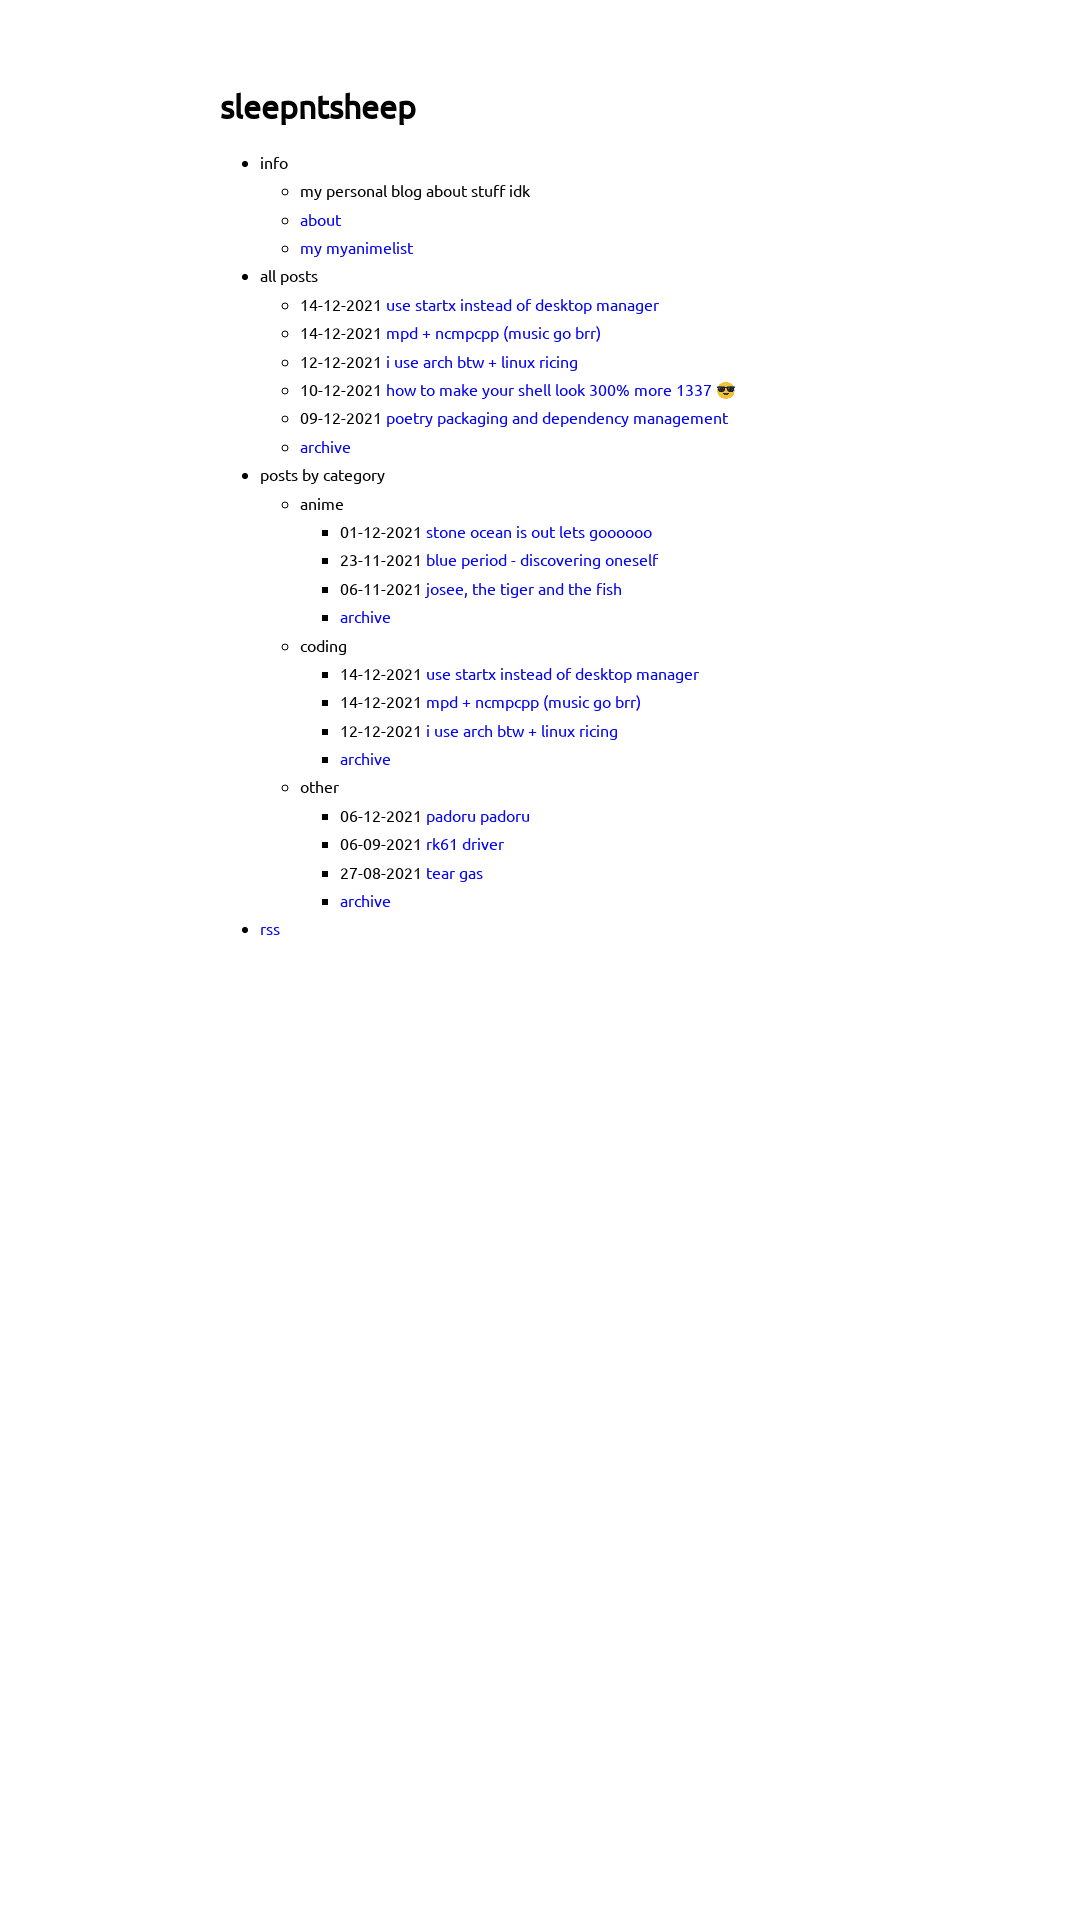 sleepntsheep
info
my personal blog about stuff idk
about
my myanimelist
all posts
14-12-2021 use startx instead of desktop manager
14-12-2021 mpd + ncmpcpp (music go brr)
12-12-2021 i use arch btw + linux ricing
10-12-2021 how to make your shell look 300% more 1337 😎
09-12-2021 poetry packaging and dependency management
archive
posts by category
anime
01-12-2021 stone ocean is out lets goooooo
23-11-2021 blue period - discovering oneself
06-11-2021 josee, the tiger and the fish
archive
coding
14-12-2021 use startx instead of desktop manager
14-12-2021 mpd + ncmpcpp (music go brr)
12-12-2021 i use arch btw + linux ricing
archive
other
06-12-2021 padoru padoru
06-09-2021 rk61 driver
27-08-2021 tear gas
archive
rss